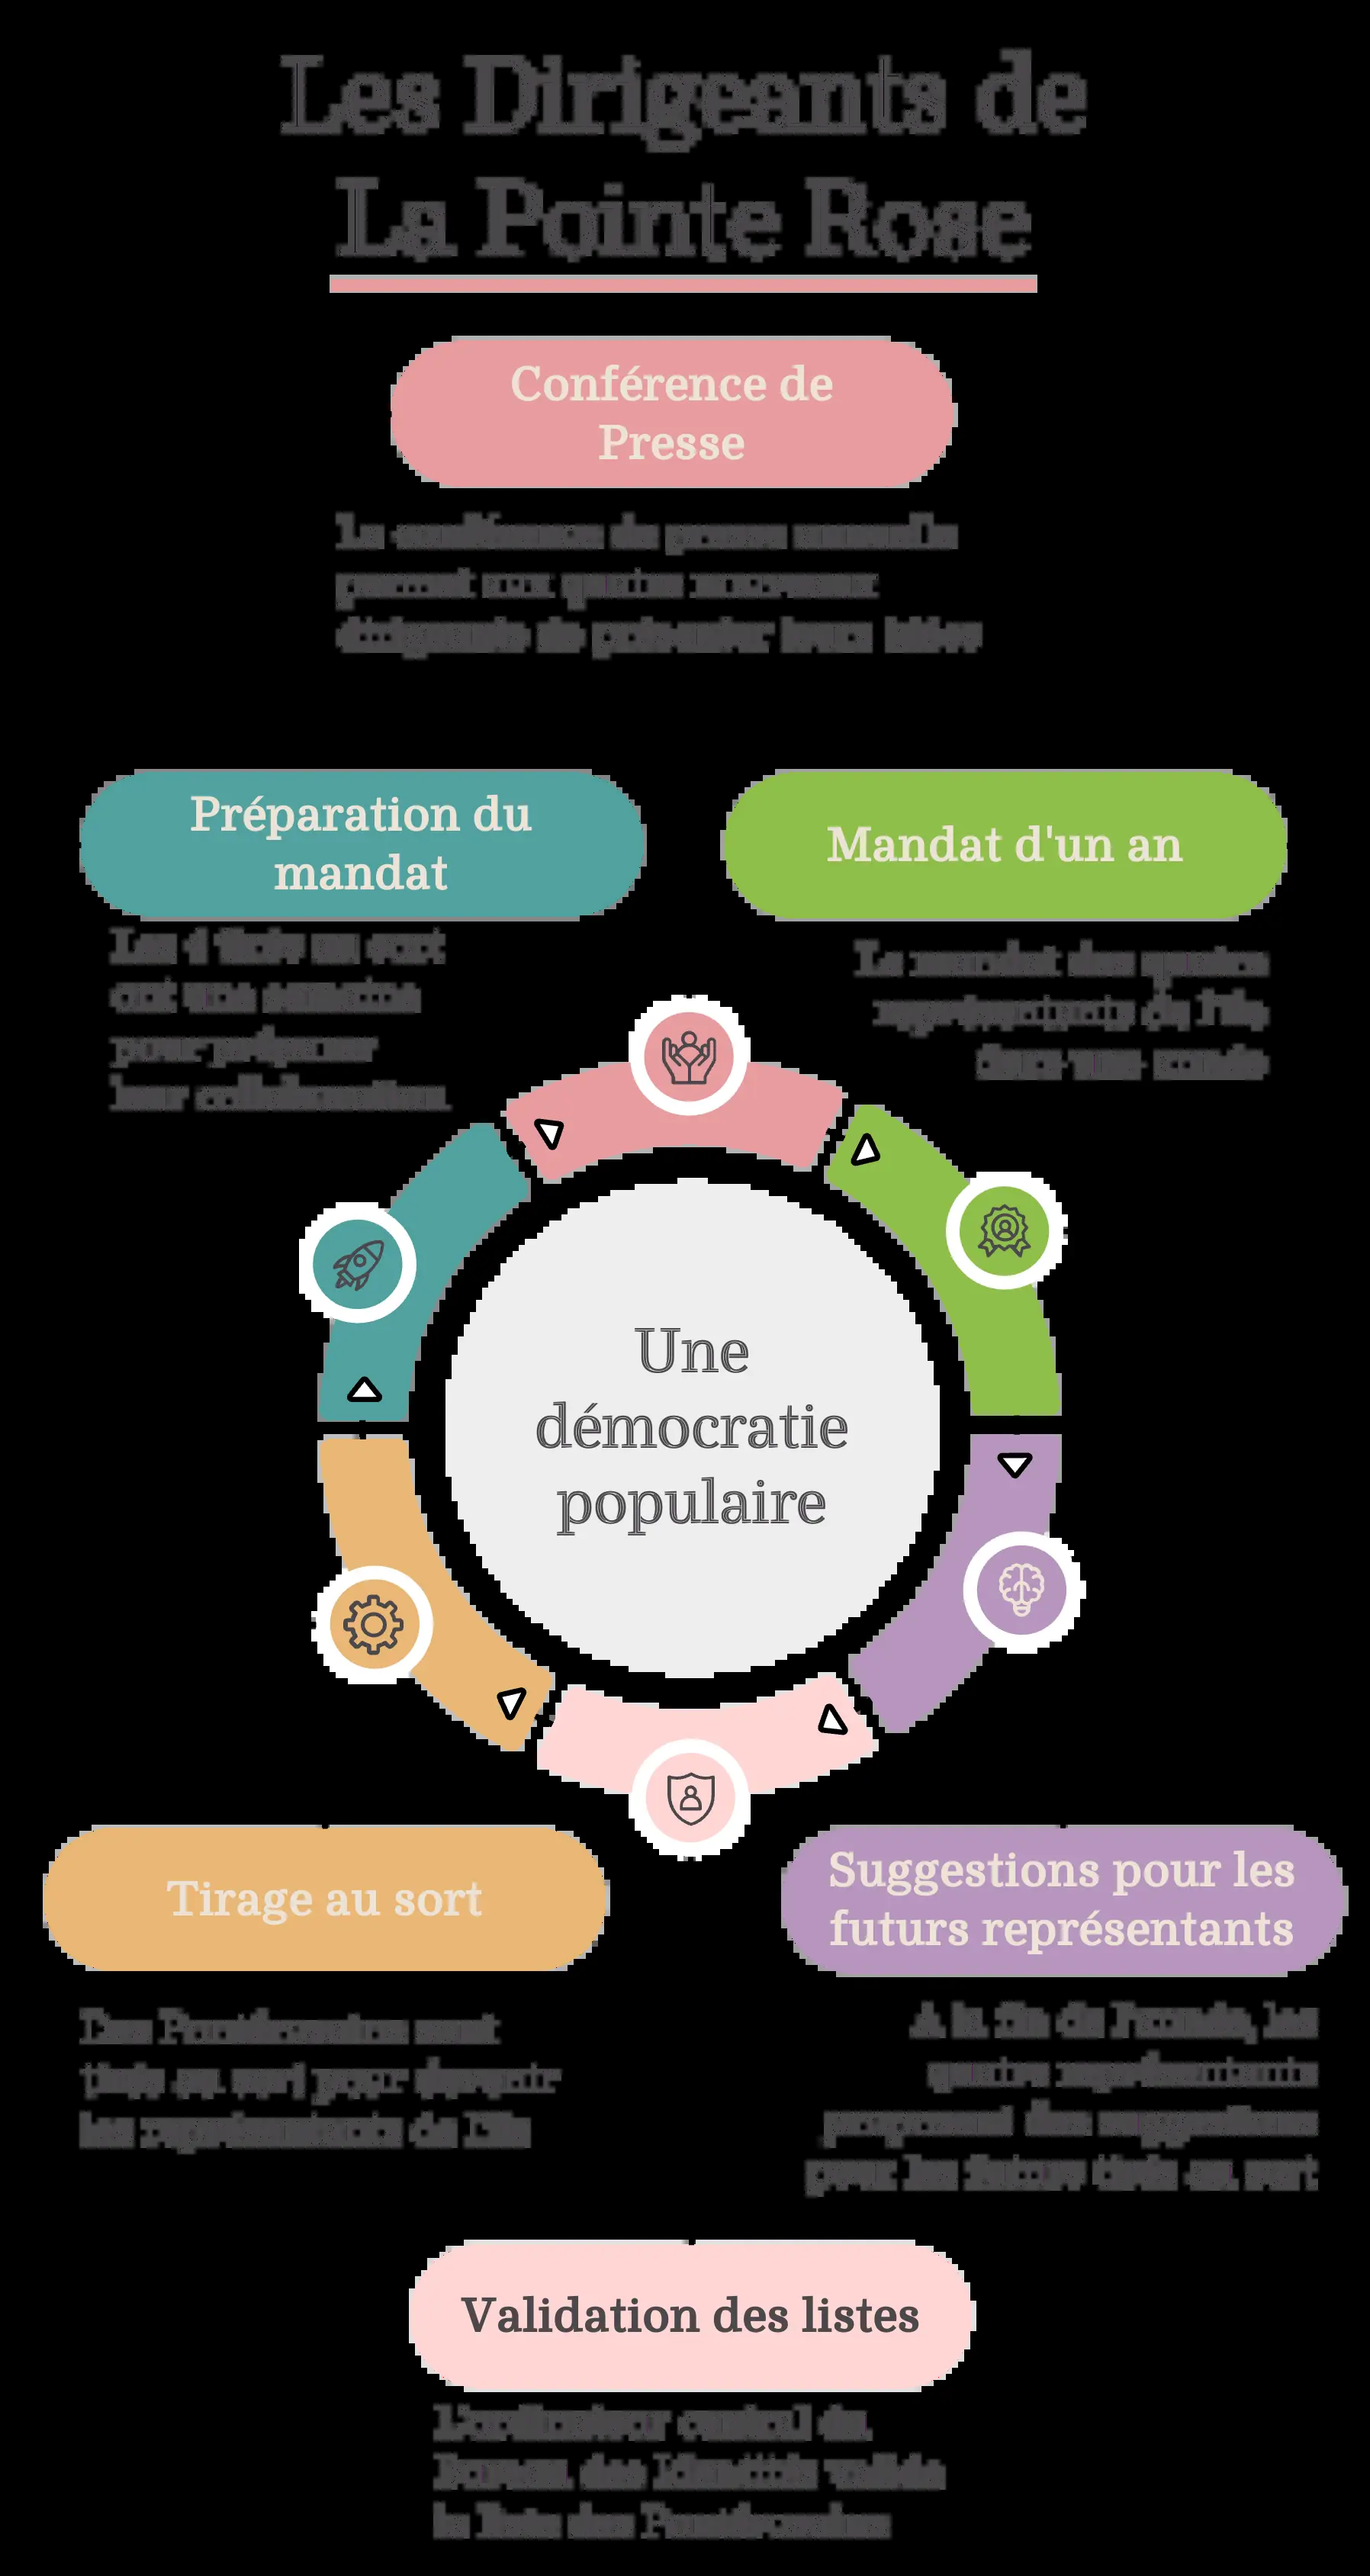 Les Dirigeants de
La Pointe Rose
Conférence de
Presse
La conférence de presse annuelle
permet aux quatre nouveaux
dirigeants de présenter leurs idées
Préparation du
mandat
Les 4 tirés au sort
ont une semaine
pour préparer
leur collaboration.
Mandat d'un an
Le mandat des quatre
représentants de l'île
dure une année
Une
démocratie
populaire
Tirage au sort
Des sont
tirés au sort pour devenir
les représentants de l'île
Suggestions pour les
futurs représentants
A la fin de l'année, les
quatre représentants
proposent des suggestions
pour les futurs tirés au sort
Validation des listes
L'ordinateur central du
Bureau des Identités valide
la liste des